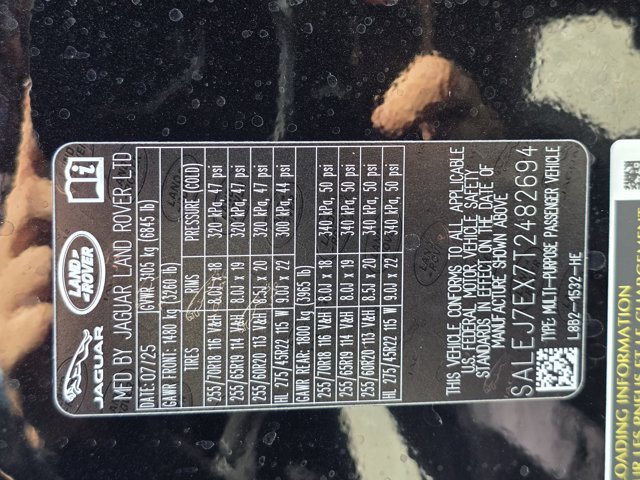 JAGUAR
LAND ROVER
MFD BY JAGUAR LAND ROVER LTD
DATE: 07/25 GVWR 3105 kg (6845 lb)
GAWR FRONT: 1480 kg (3260 lb)
TIRES RIMS PRESSURE (COLD)
255/70R18 116 V&H 8.0J x 18 320 kPa, 47 psi
255/65R19 114 V&H 8.0J x 19 320 kPa, 47 psi
255/60R20 113 V&H 8.5J x 20 320 kPa, 47 psi
HL 275/45R22 115 W 9.0J x 22 300 kPa, 44 psi
GAWR REAR: 1800 kg (3965 lb)
255/70R18 116 V&H 8.0J x 18 340 kPa, 50 psi
255/65R19 114 V&H 8.0J x 19 340 kPa, 50 psi
255/60R20 113 V&H 8.5J x 20 340 kPa, 50 psi
HL 275/45R22 115 W 9.0J x 22 340 kPa, 50 psi
THIS VEHICLE CONFORMS TO ALL APPLICABLE
U.S. FEDERAL MOTOR VEHICLE SAFETY
STANDARDS IN EFFECT ON THE DATE OF
MANUFACTURE SHOWN ABOVE
SALEJ7EX7T2482694
TYPE: MULTI-PURPOSE PASSENGER VEHICLE
L8B2-1532-HE
LOADING INFORMATION